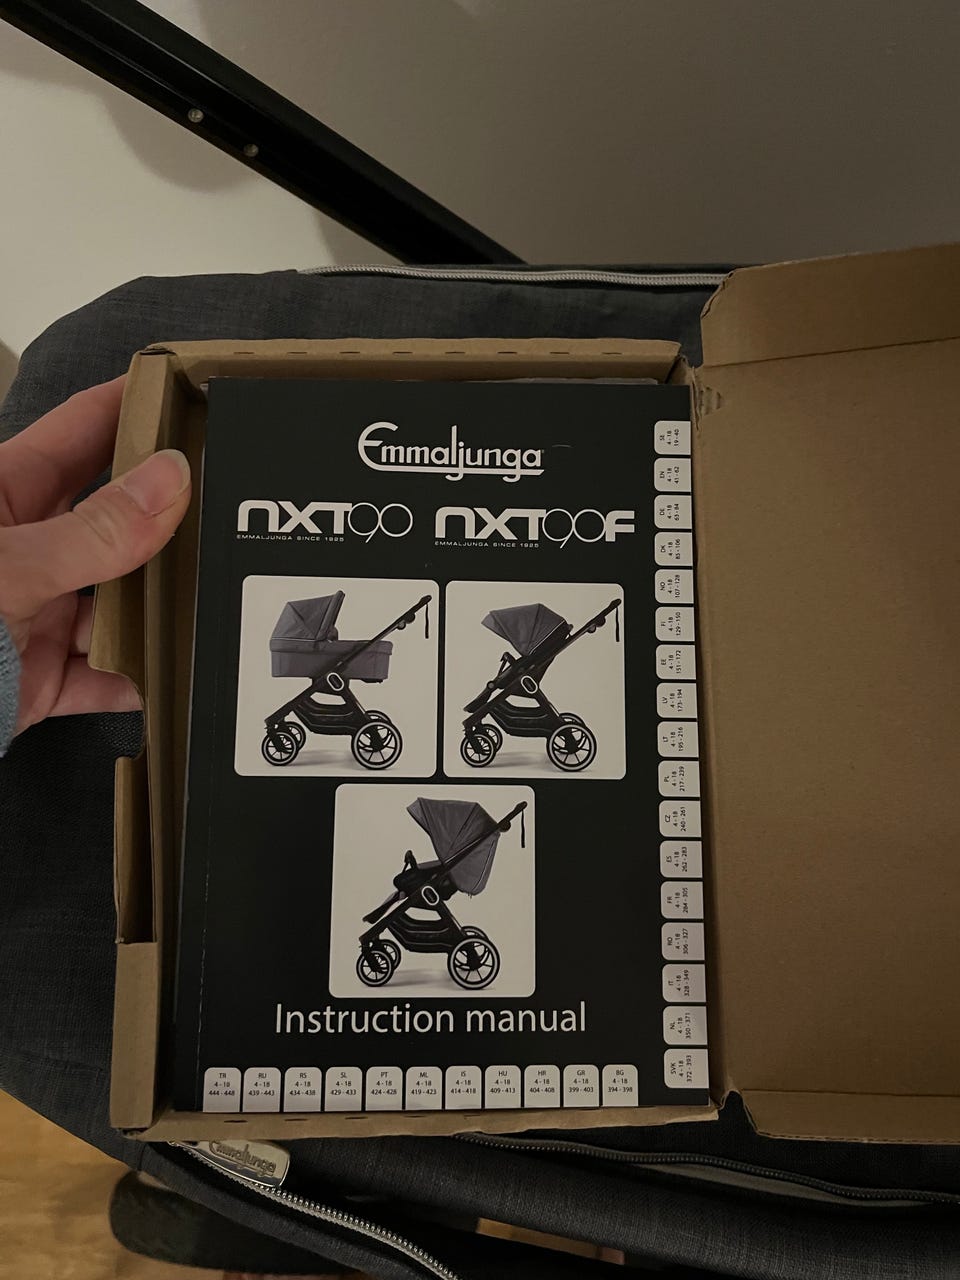 Emmaljunga
NXT90 NXT90F
EMMALJUNGA SINCE 1925 EMMALJUNGA SINCE 1925
Instruction manual
SE
4 - 18
19 - 40
EN
4 - 18
41 - 62
DE
4 - 18
63 - 84
DK
4 - 18
85 - 106
NO
4 - 18
107 - 128
FI
4 - 18
129 - 150
EE
4 - 18
151 - 172
LV
4 - 18
173 - 194
LT
4 - 18
195 - 216
PL
4 - 18
217 - 239
CZ
4 - 18
240 - 261
ES
4 - 18
262 - 283
FR
4 - 18
284 - 305
RO
4 - 18
306 - 327
IT
4 - 18
328 - 349
NL
4 - 18
350 - 371
SVK
4 - 18
372 - 393
TR
4 - 18
444 - 448
RU
4 - 18
439 - 443
RS
4 - 18
434 - 438
SL
4 - 18
429 - 433
PT
4 - 18
424 - 428
ML
4 - 18
419 - 423
IS
4 - 18
414 - 418
HU
4 - 18
409 - 413
HR
4 - 18
404 - 408
GR
4 - 18
399 - 403
BG
4 - 18
394 - 398
Emmaljunga